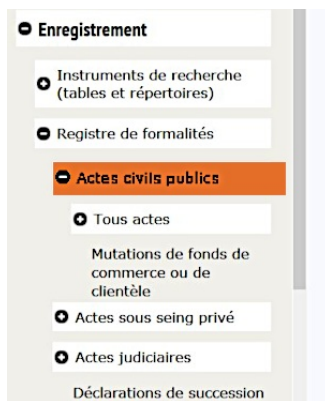 Enregistrement
Instruments de recherche
(tables et répertoires)
Registre de formalités
Actes civils publics
Tous actes
Mutations de fonds de
commerce ou de
clientèle
Actes sous seing privé
Actes judiciaires
Déclarations de succession